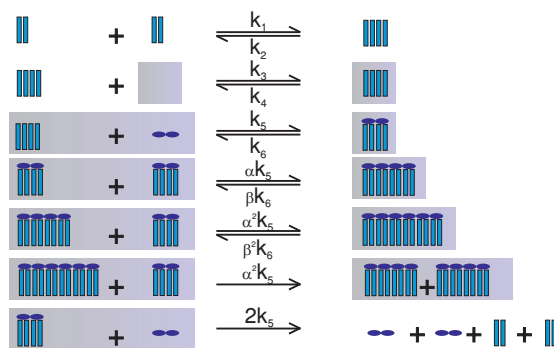 + k₁
k₂
+ k₃
k₄
+ k₅
k₆
+ αk₅
βk₆
+ α²k₅
β²k₆
+ α²k₅ +
+ 2k₅ + + +